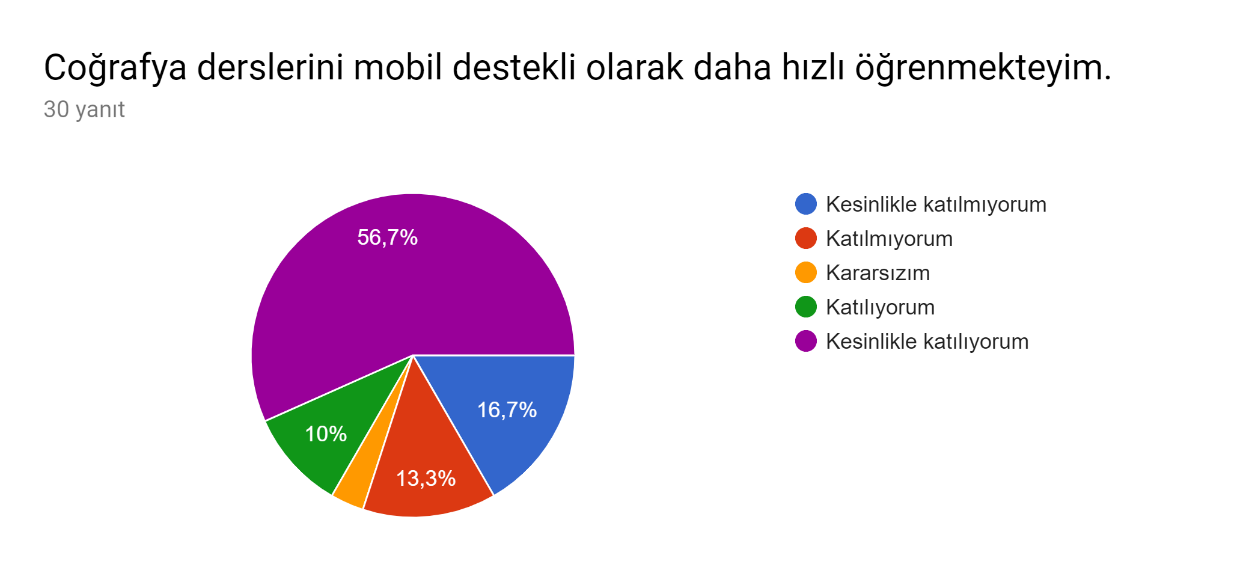 Coğrafya derslerini mobil destekli olarak daha hızlı öğrenmekteyim.
30 yanıt
56,7%
16,7%
10%
13,3%
Kesinlikle katılmıyorum
Katılmıyorum
Kararsızım
Katılıyorum
Kesinlikle katılıyorum